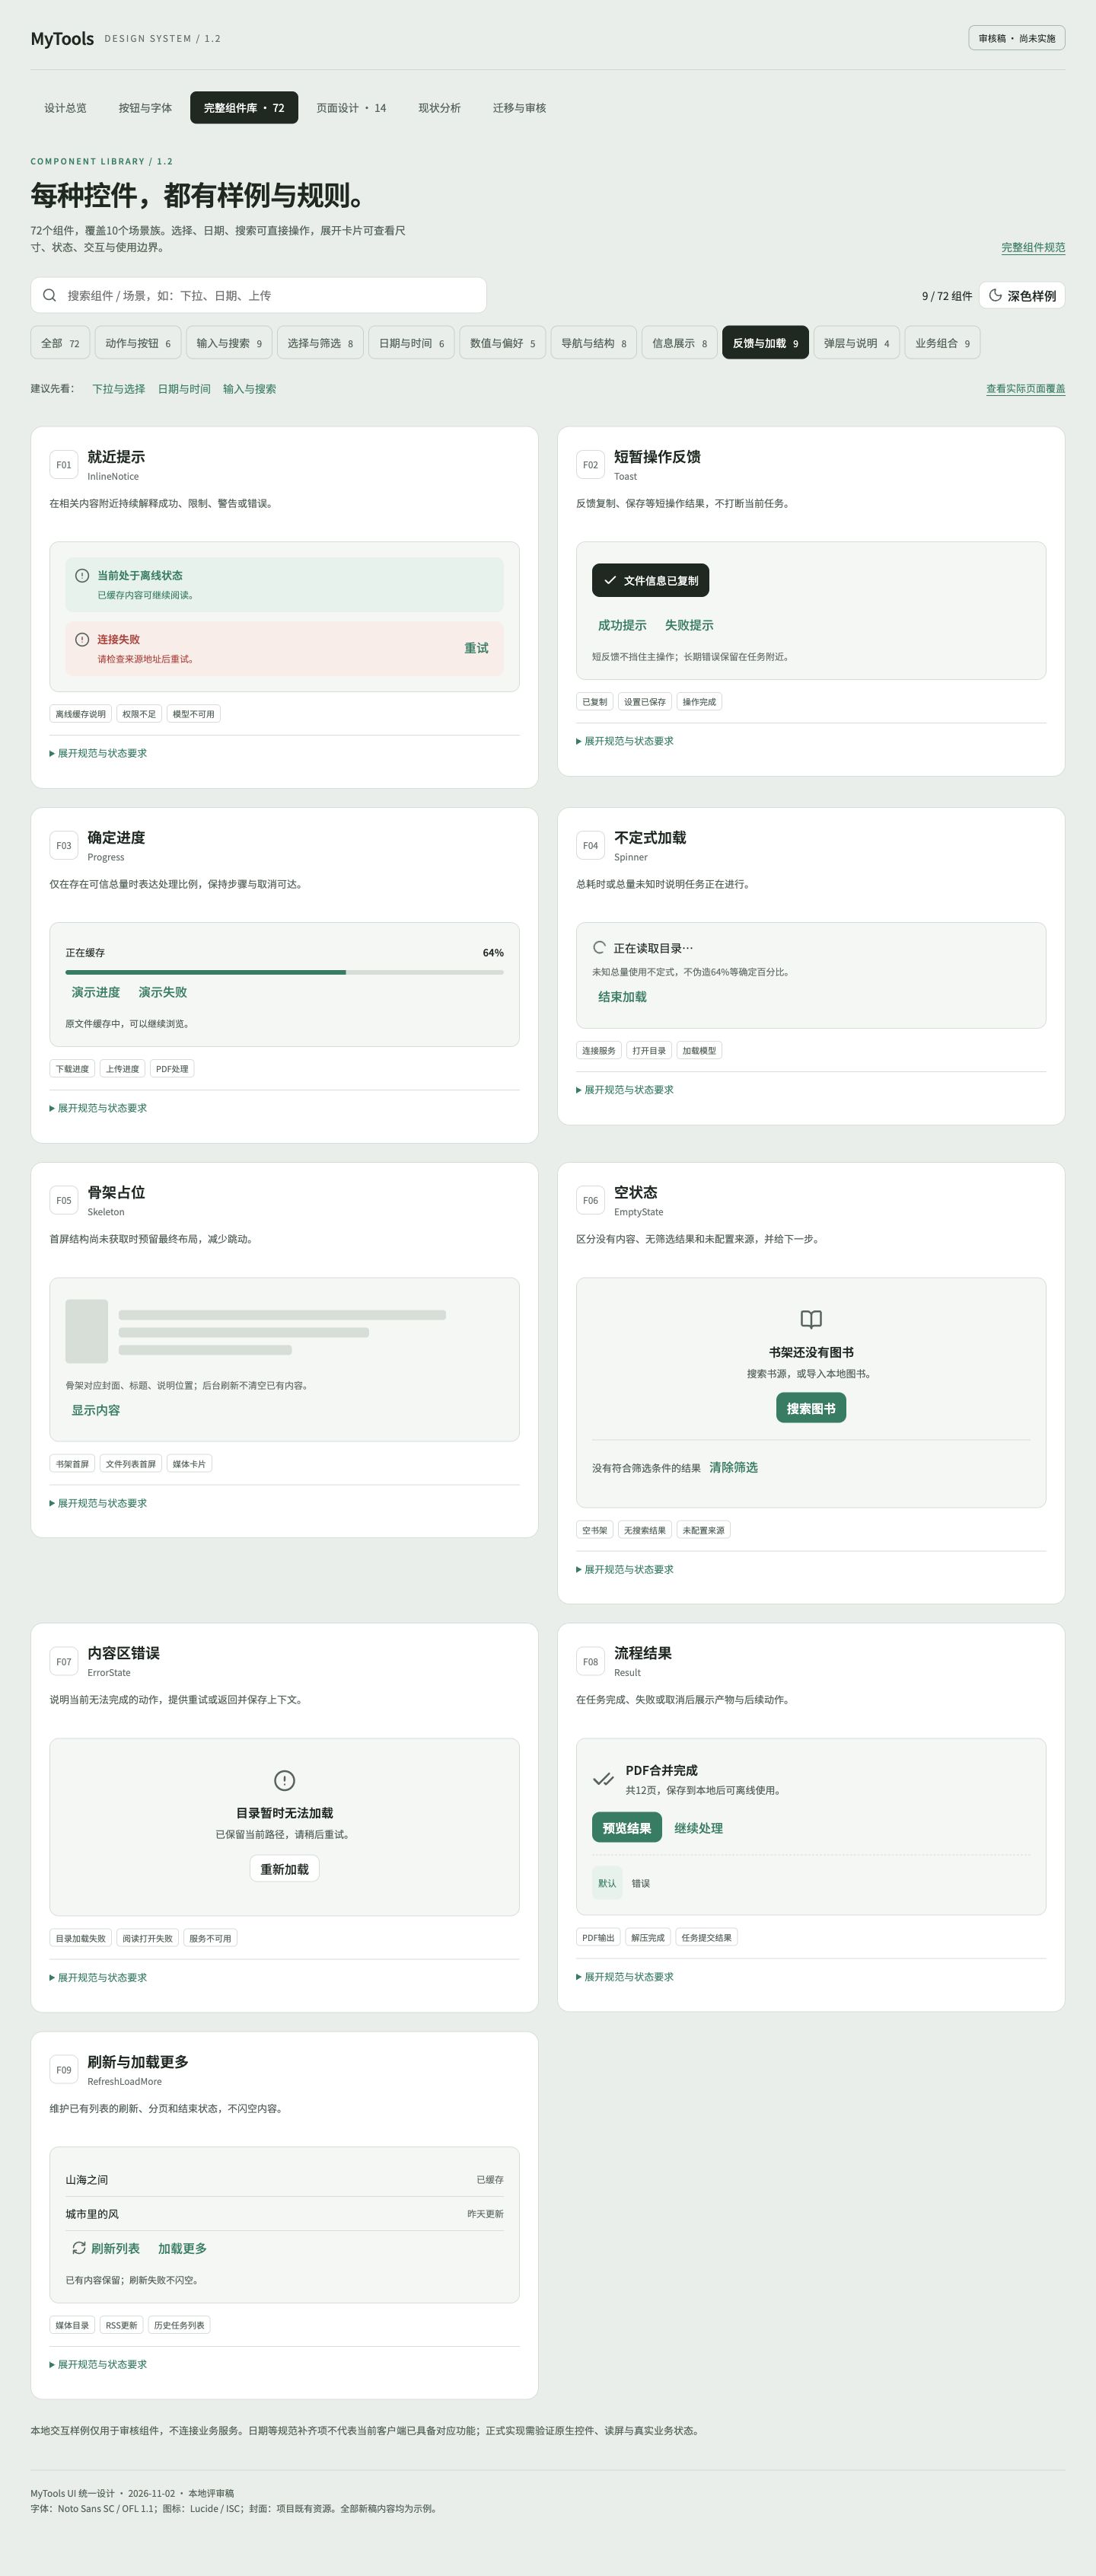 MyTools DESIGN SYSTEM / 1.2
审核稿 · 尚未实施
设计总览 按钮与字体 完整组件库 · 72 页面设计 · 14 现状分析 迁移与审核
COMPONENT LIBRARY / 1.2
每种控件，都有样例与规则。
72个组件，覆盖10个场景族。选择、日期、搜索可直接操作，展开卡片可查看尺
寸、状态、交互与使用边界。
完整组件规范
搜索组件 / 场景，如：下拉、日期、上传
9 / 72 组件 深色样例
全部 72 动作与按钮 6 输入与搜索 9 选择与筛选 8 日期与时间 6 数值与偏好 5 导航与结构 8 信息展示 8 反馈与加载 9 弹层与说明 4 业务组合 9
建议先看： 下拉与选择 日期与时间 输入与搜索
查看实际页面覆盖
F01 就近提示
InlineNotice
在相关内容附近持续解释成功、限制、警告或错误。
当前处于离线状态
已缓存内容可继续阅读。
连接失败
请检查来源地址后重试。
重试
离线缓存说明 权限不足 模型不可用
展开规范与状态要求
F02 短暂操作反馈
Toast
反馈复制、保存等短操作结果，不打断当前任务。
文件信息已复制
成功提示 失败提示
短反馈不挡住主操作；长期错误保留在任务附近。
已复制 设置已保存 操作完成
展开规范与状态要求
F03 确定进度
Progress
仅在存在可信总量时表达处理比例，保持步骤与取消可达。
正在缓存 64%
演示进度 演示失败
原文件缓存中，可以继续浏览。
下载进度 上传进度 PDF处理
展开规范与状态要求
F04 不定式加载
Spinner
总耗时或总量未知时说明任务正在进行。
正在读取目录…
未知总量使用不定式，不伪造64%等确定百分比。
结束加载
连接服务 打开目录 加载模型
展开规范与状态要求
F05 骨架占位
Skeleton
首屏结构尚未获取时预留最终布局，减少跳动。
骨架对应封面、标题、说明位置；后台刷新不清空已有内容。
显示内容
书架首屏 文件列表首屏 媒体卡片
展开规范与状态要求
F06 空状态
EmptyState
区分没有内容、无筛选结果和未配置来源，并给下一步。
书架还没有图书
搜索书源，或导入本地图书。
搜索图书
没有符合筛选条件的结果 清除筛选
空书架 无搜索结果 未配置来源
展开规范与状态要求
F07 内容区错误
ErrorState
说明当前无法完成的动作，提供重试或返回并保存上下文。
目录暂时无法加载
已保留当前路径，请稍后重试。
重新加载
目录加载失败 阅读打开失败 服务不可用
展开规范与状态要求
F08 流程结果
Result
在任务完成、失败或取消后展示产物与后续动作。
PDF合并完成
共12页，保存到本地后可离线使用。
预览结果 继续处理
默认 错误
PDF输出 解压完成 任务提交结果
展开规范与状态要求
F09 刷新与加载更多
RefreshLoadMore
维护已有列表的刷新、分页和结束状态，不闪空内容。
山海之间 已缓存
城市里的风 昨天更新
刷新列表 加载更多
已有内容保留；刷新失败不闪空。
媒体目录 RSS更新 历史任务列表
展开规范与状态要求
本地交互样例仅用于审核组件，不连接业务服务。日期等规范补齐项不代表当前客户端已具备对应功能；正式实现需验证原生控件、读屏与真实业务状态。
MyTools UI 统一设计 · 2026-11-02 · 本地评审稿
字体：Noto Sans SC / OFL 1.1；图标：Lucide / ISC；封面：项目既有资源。全部新稿内容均为示例。